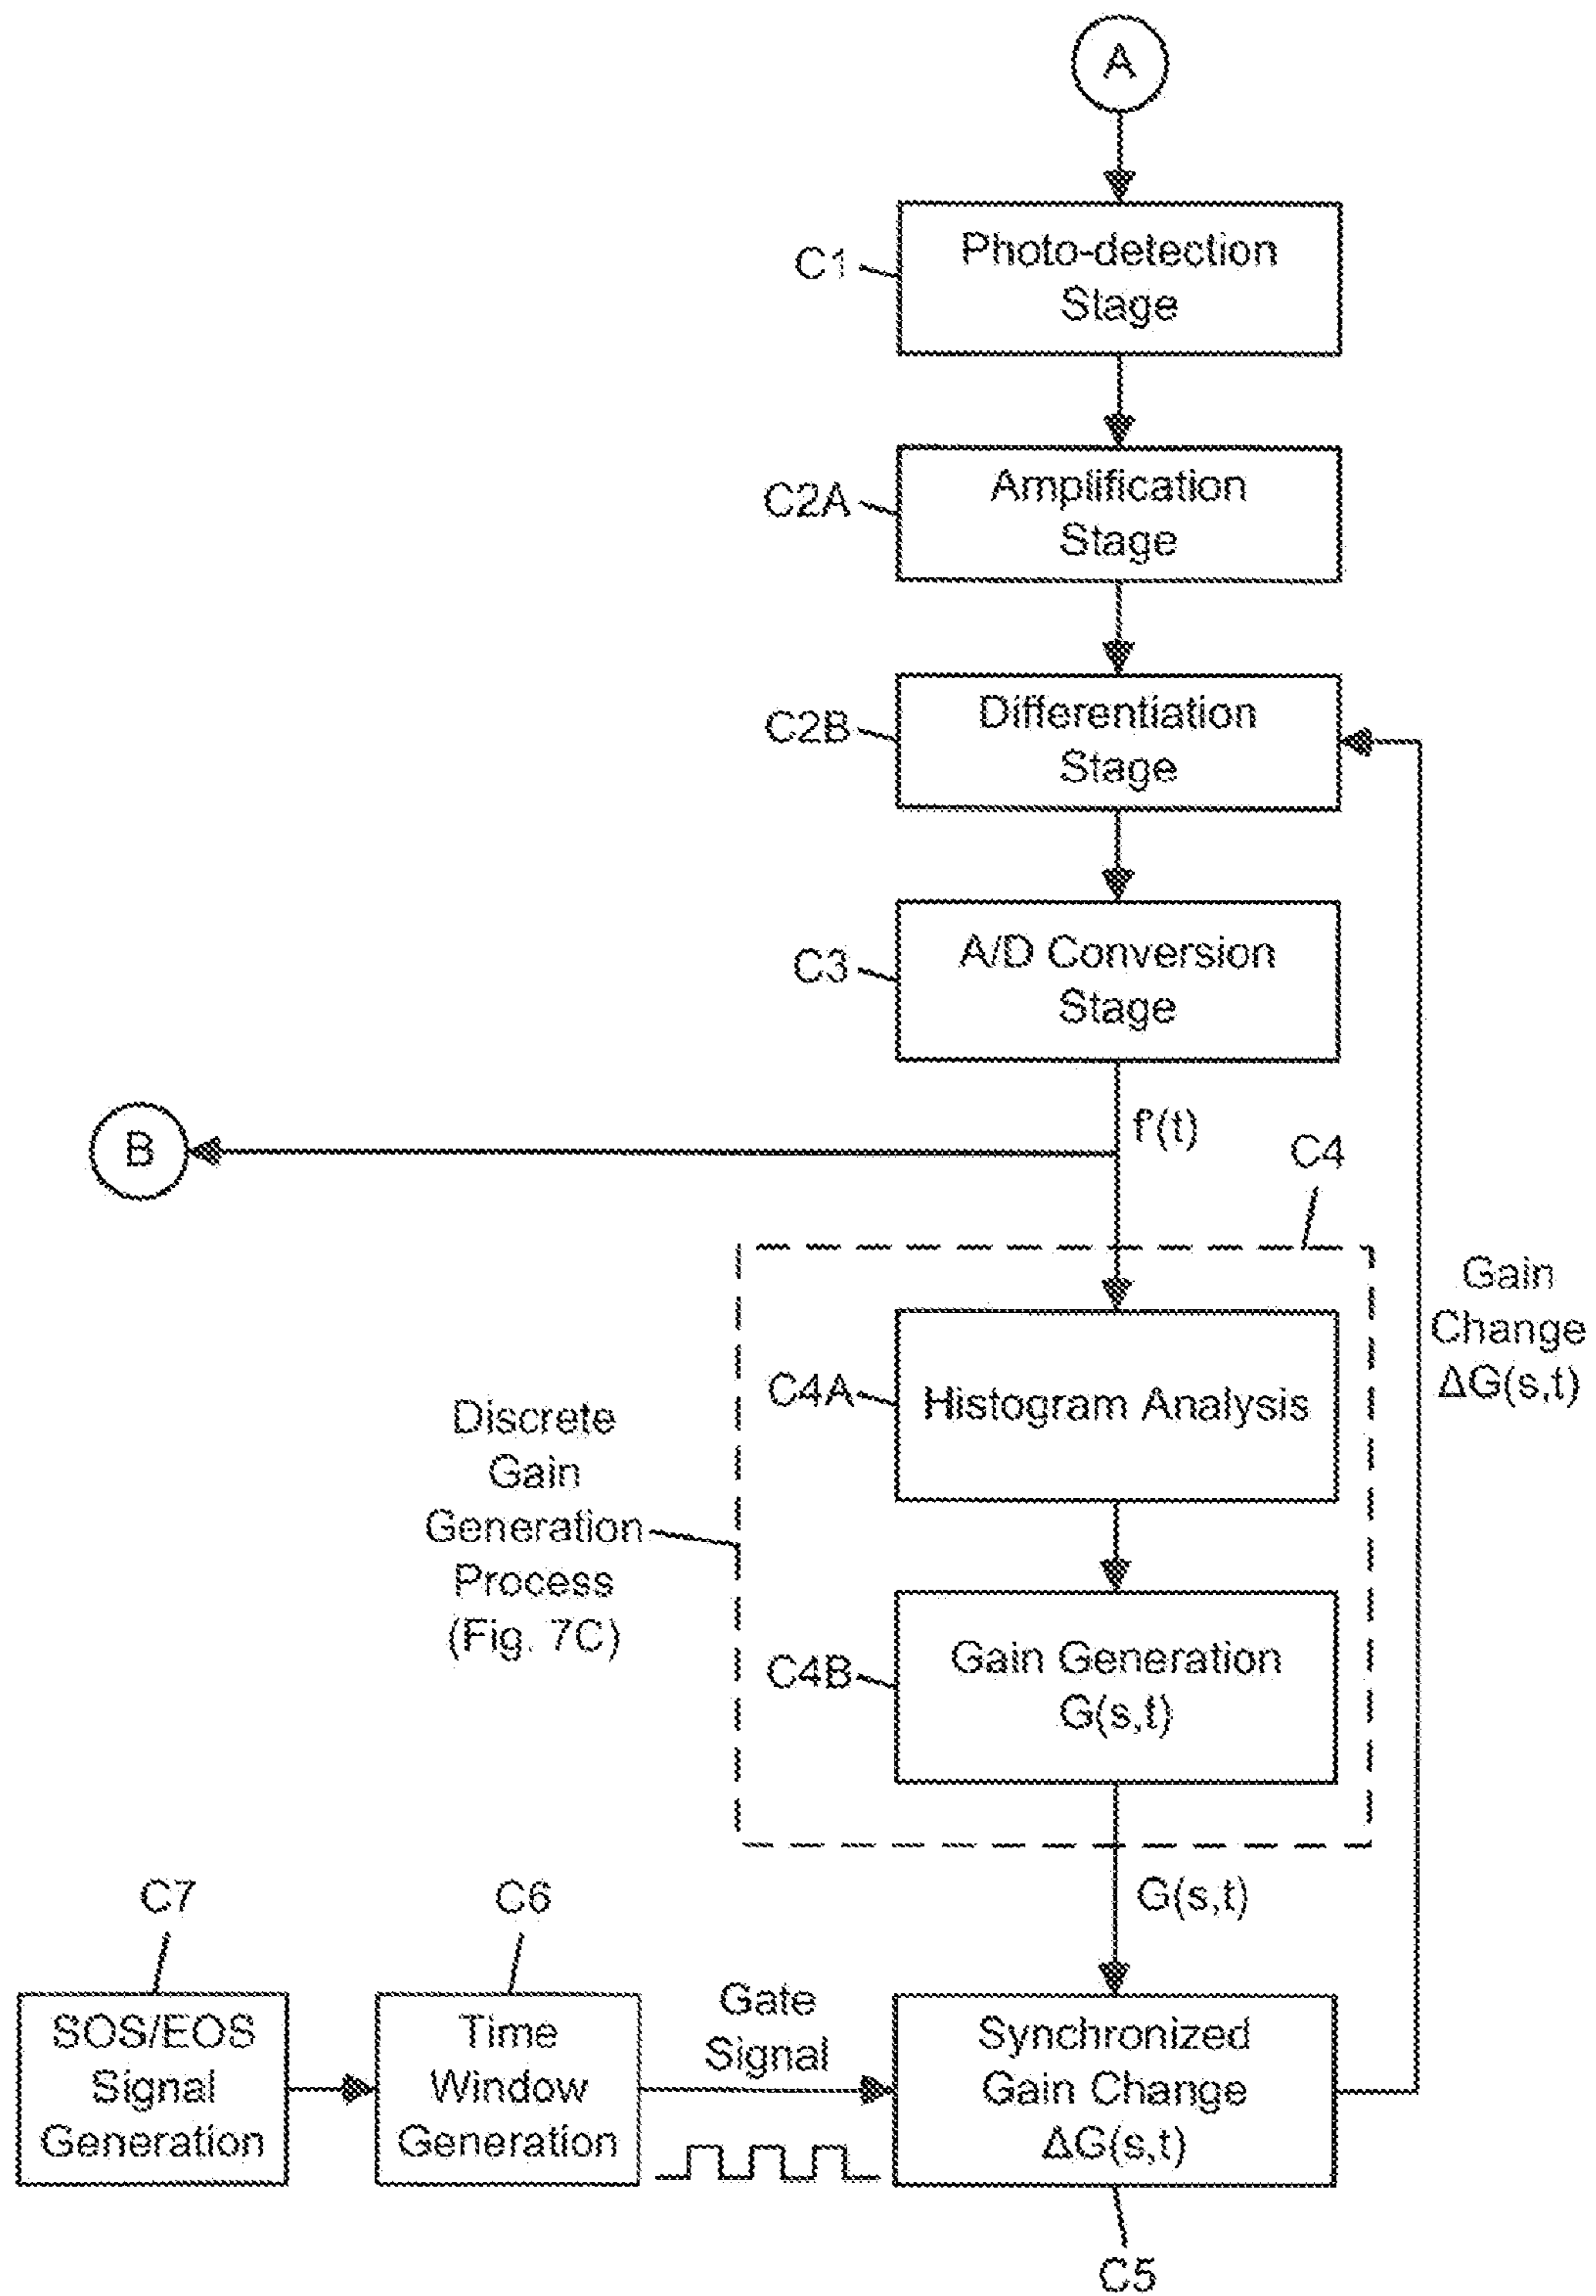 A
C1
Photo-detection
Stage
C2A
Amplification
Stage
C2B
Differentiation
Stage
C3
A/D Conversion
Stage
B
f'(t)
C4
Gain
Change
ΔG(s,t)
C4A
Histogram Analysis
Discrete
Gain
Generation
Process
(Fig. 7C)
C4B
Gain Generation
G(s,t)
G(s,t)
C7
SOS/EOS
Signal
Generation
C6
Time
Window
Generation
Gate
Signal
Synchronized
Gain Change
ΔG(s,t)
C5